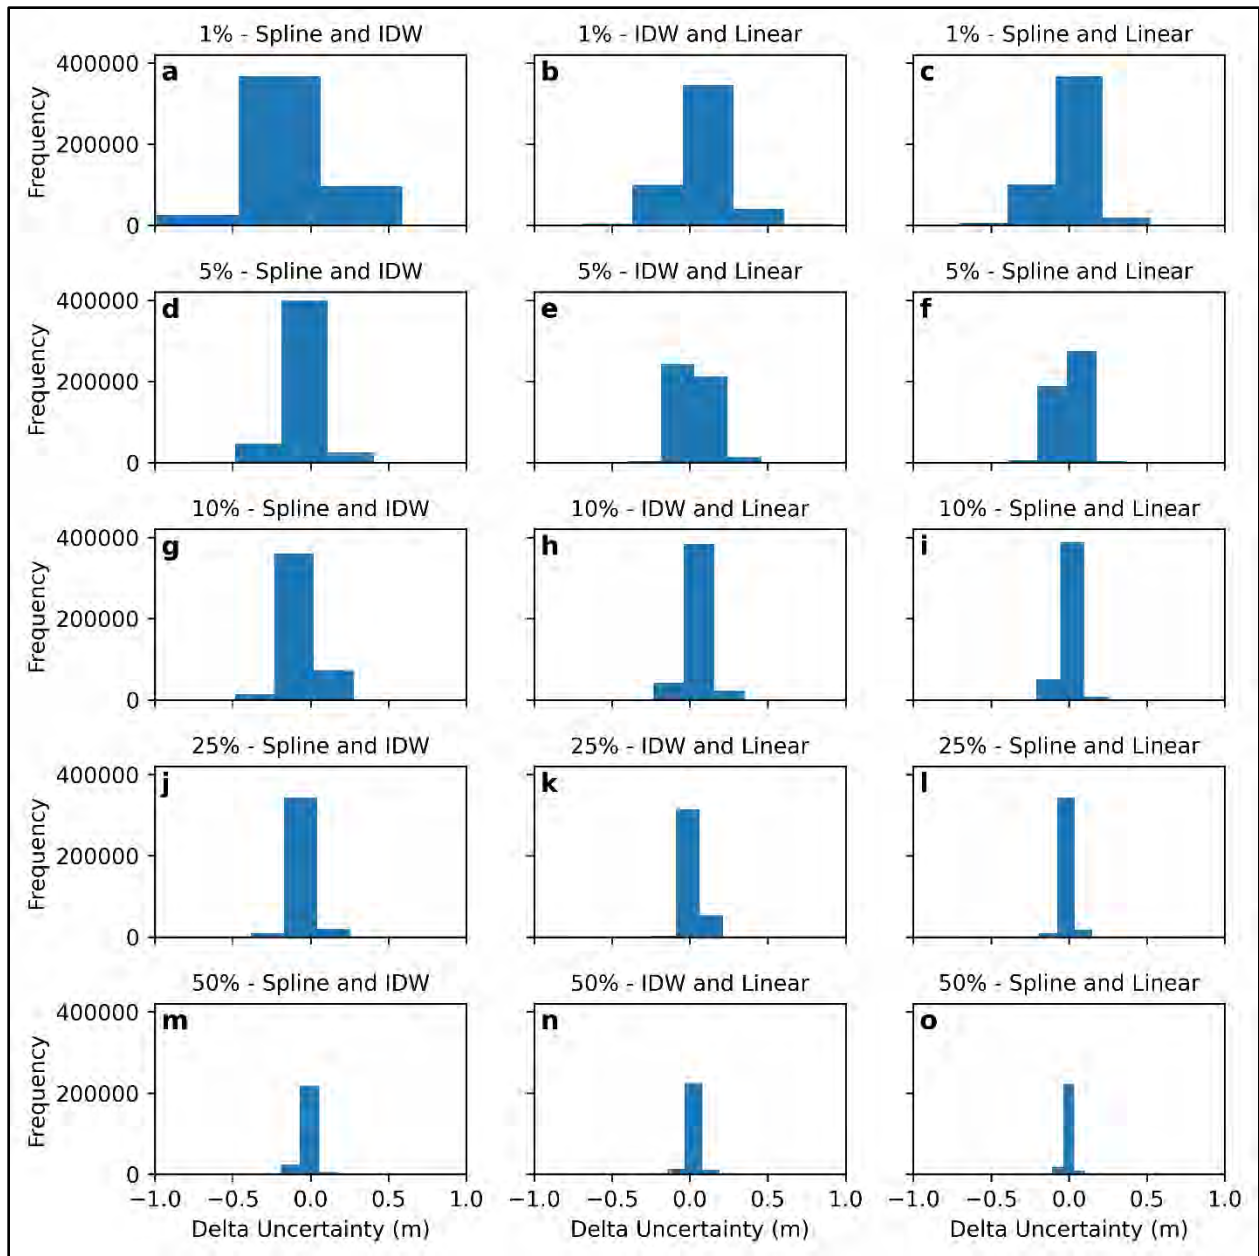 1% - Spline and IDW
1% - IDW and Linear
1% - Spline and Linear
400000
200000
0
Frequency
a
b
c
5% - Spline and IDW
5% - IDW and Linear
5% - Spline and Linear
400000
200000
0
Frequency
d
e
f
10% - Spline and IDW
10% - IDW and Linear
10% - Spline and Linear
400000
200000
0
Frequency
g
h
i
25% - Spline and IDW
25% - IDW and Linear
25% - Spline and Linear
400000
200000
0
Frequency
j
k
l
50% - Spline and IDW
50% - IDW and Linear
50% - Spline and Linear
400000
200000
0
Frequency
m
n
o
−1.0 −0.5 0.0 0.5 1.0
−1.0 −0.5 0.0 0.5 1.0
−1.0 −0.5 0.0 0.5 1.0
Delta Uncertainty (m)
Delta Uncertainty (m)
Delta Uncertainty (m)